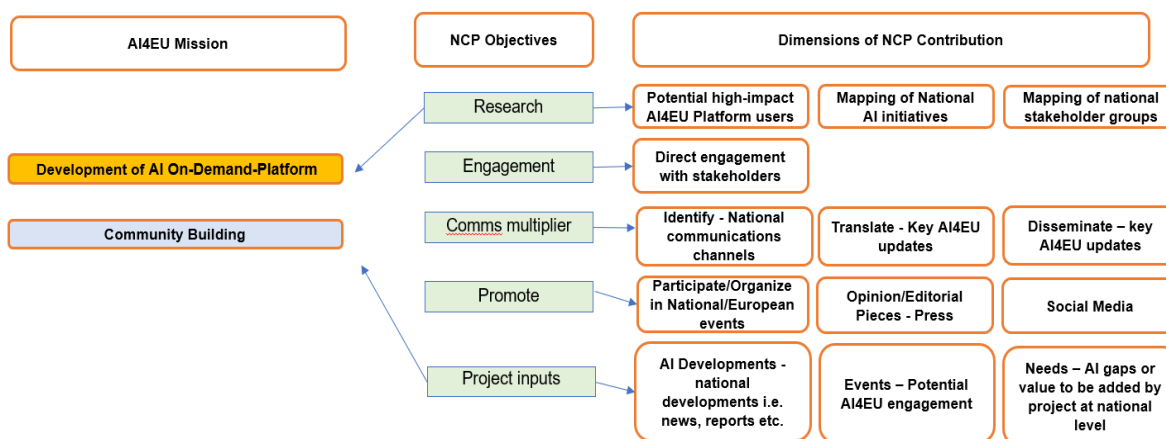 AI4EU Mission
NCP Objectives
Dimensions of NCP Contribution
Research
Potential high-impact
AI4EU Platform users
Mapping of National
AI initiatives
Mapping of national
stakeholder groups
Development of AI On-Demand-Platform
Engagement
Direct engagement
with stakeholders
Community Building
Comms multiplier
Identify - National
communications
channels
Translate - Key AI4EU
updates
Disseminate – key
AI4EU updates
Promote
Participate/Organize
in National/European
events
Opinion/Editorial
Pieces - Press
Social Media
Project inputs
AI Developments -
national
developments i.e.
news, reports etc.
Events – Potential
AI4EU engagement
Needs – AI gaps or
value to be added by
project at national
level